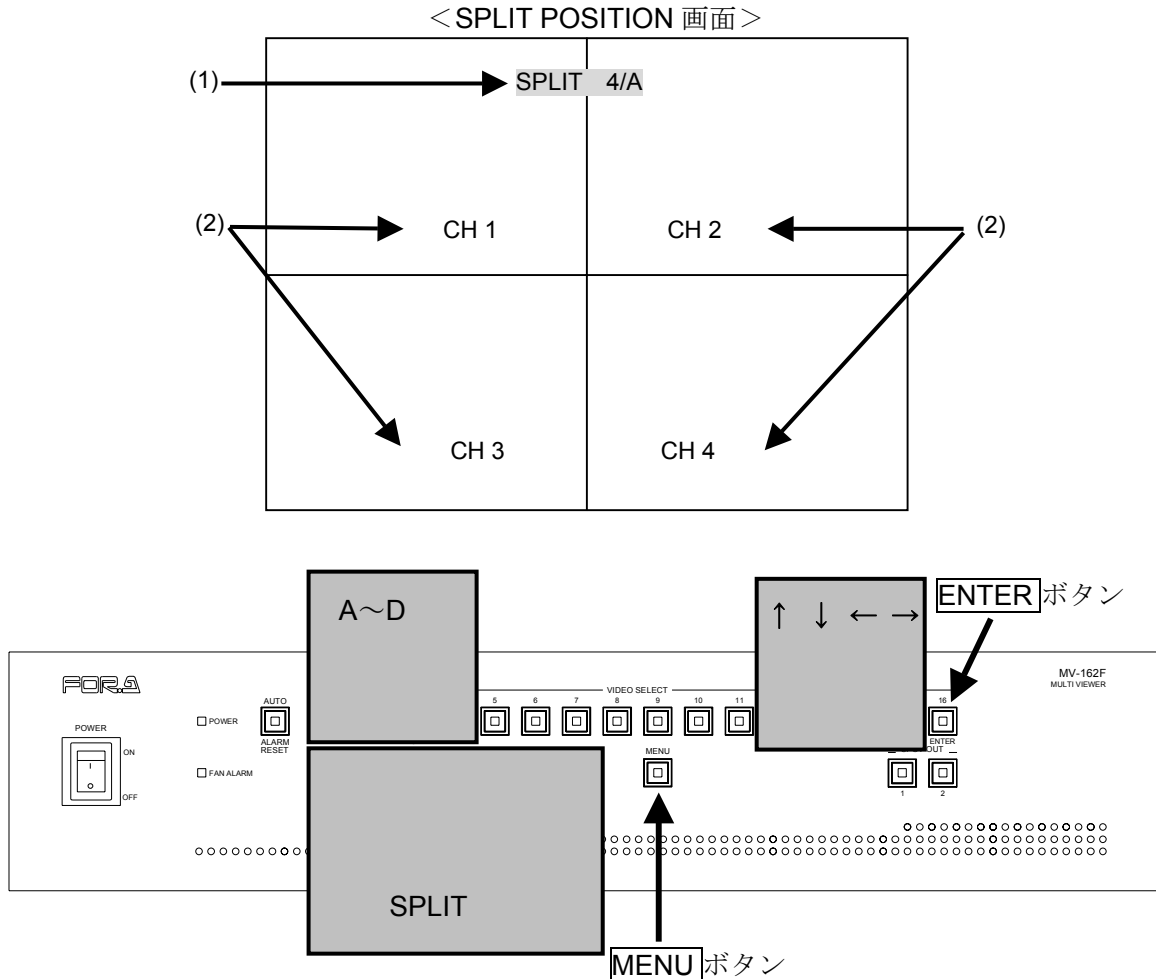 ＜SPLIT POSITION 画面＞
(1)
SPLIT 4/A
(2)
CH 1
CH 2
(2)
CH 3
CH 4
A～D
↑ ↓ ← →
ENTER ボタン
FOR.A
MV-162F
MULTI VIEWER
VIDEO SELECT
AUTO
5 6 7 8 9 10 11
16
POWER
POWER
ALARM
RESET
ENTER
ON
MENU
FAN ALARM
OFF
1 2
SPLIT
MENU ボタン